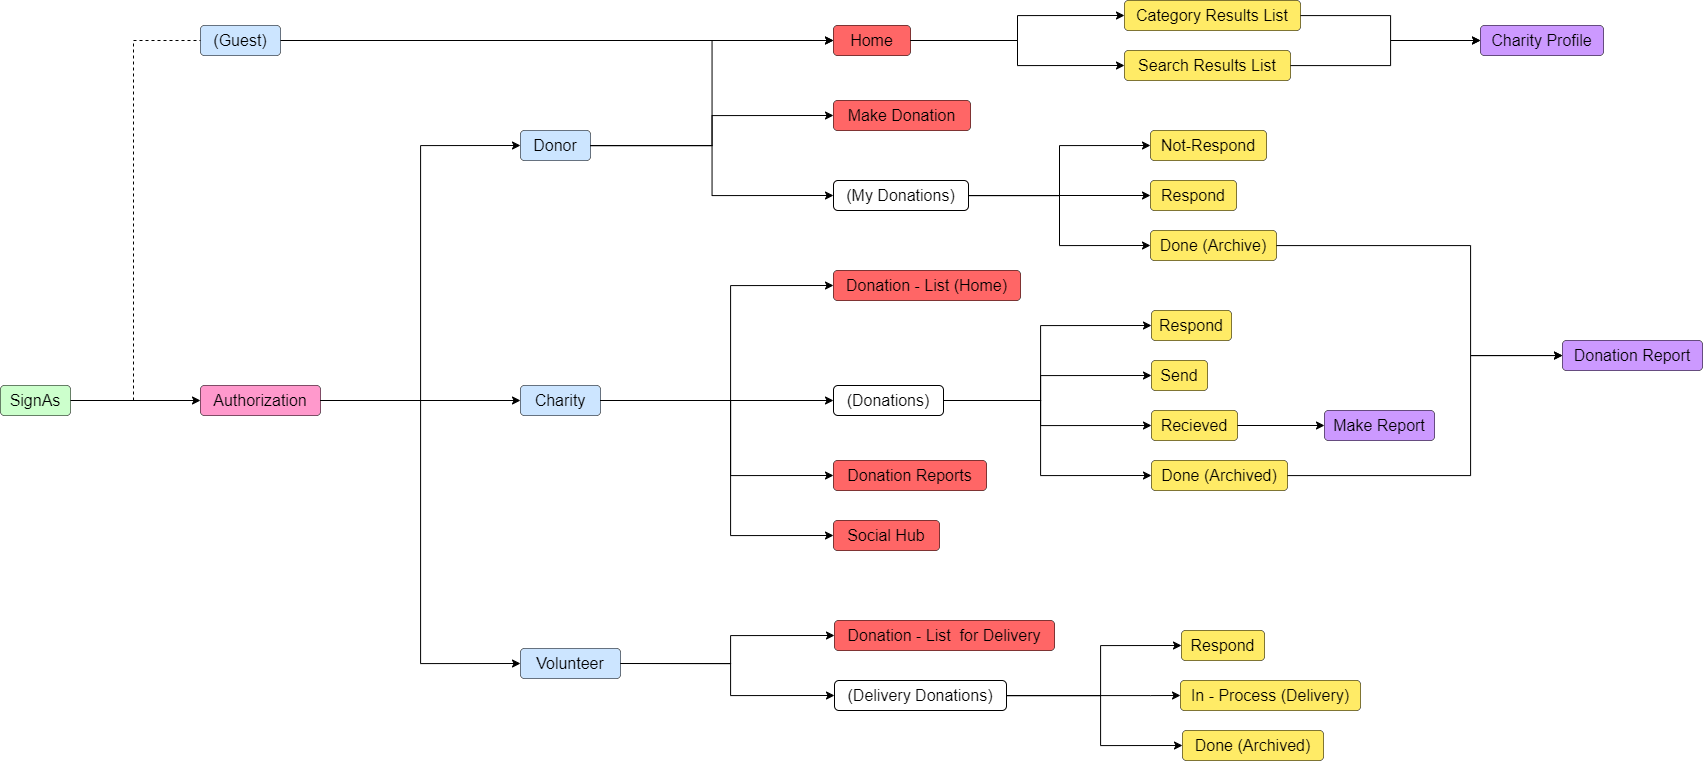 Category Results List
(Guest)
Home
Charity Profile
Search Results List
Make Donation
Donor
Not-Respond
(My Donations)
Respond
Done (Archive)
Donation - List (Home)
Respond
Donation Report
Send
SignAs
Authorization
Charity
(Donations)
Recieved
Make Report
Donation Reports
Done (Archived)
Social Hub
Donation - List  for Delivery
Respond
Volunteer
(Delivery Donations)
In - Process (Delivery)
Done (Archived)